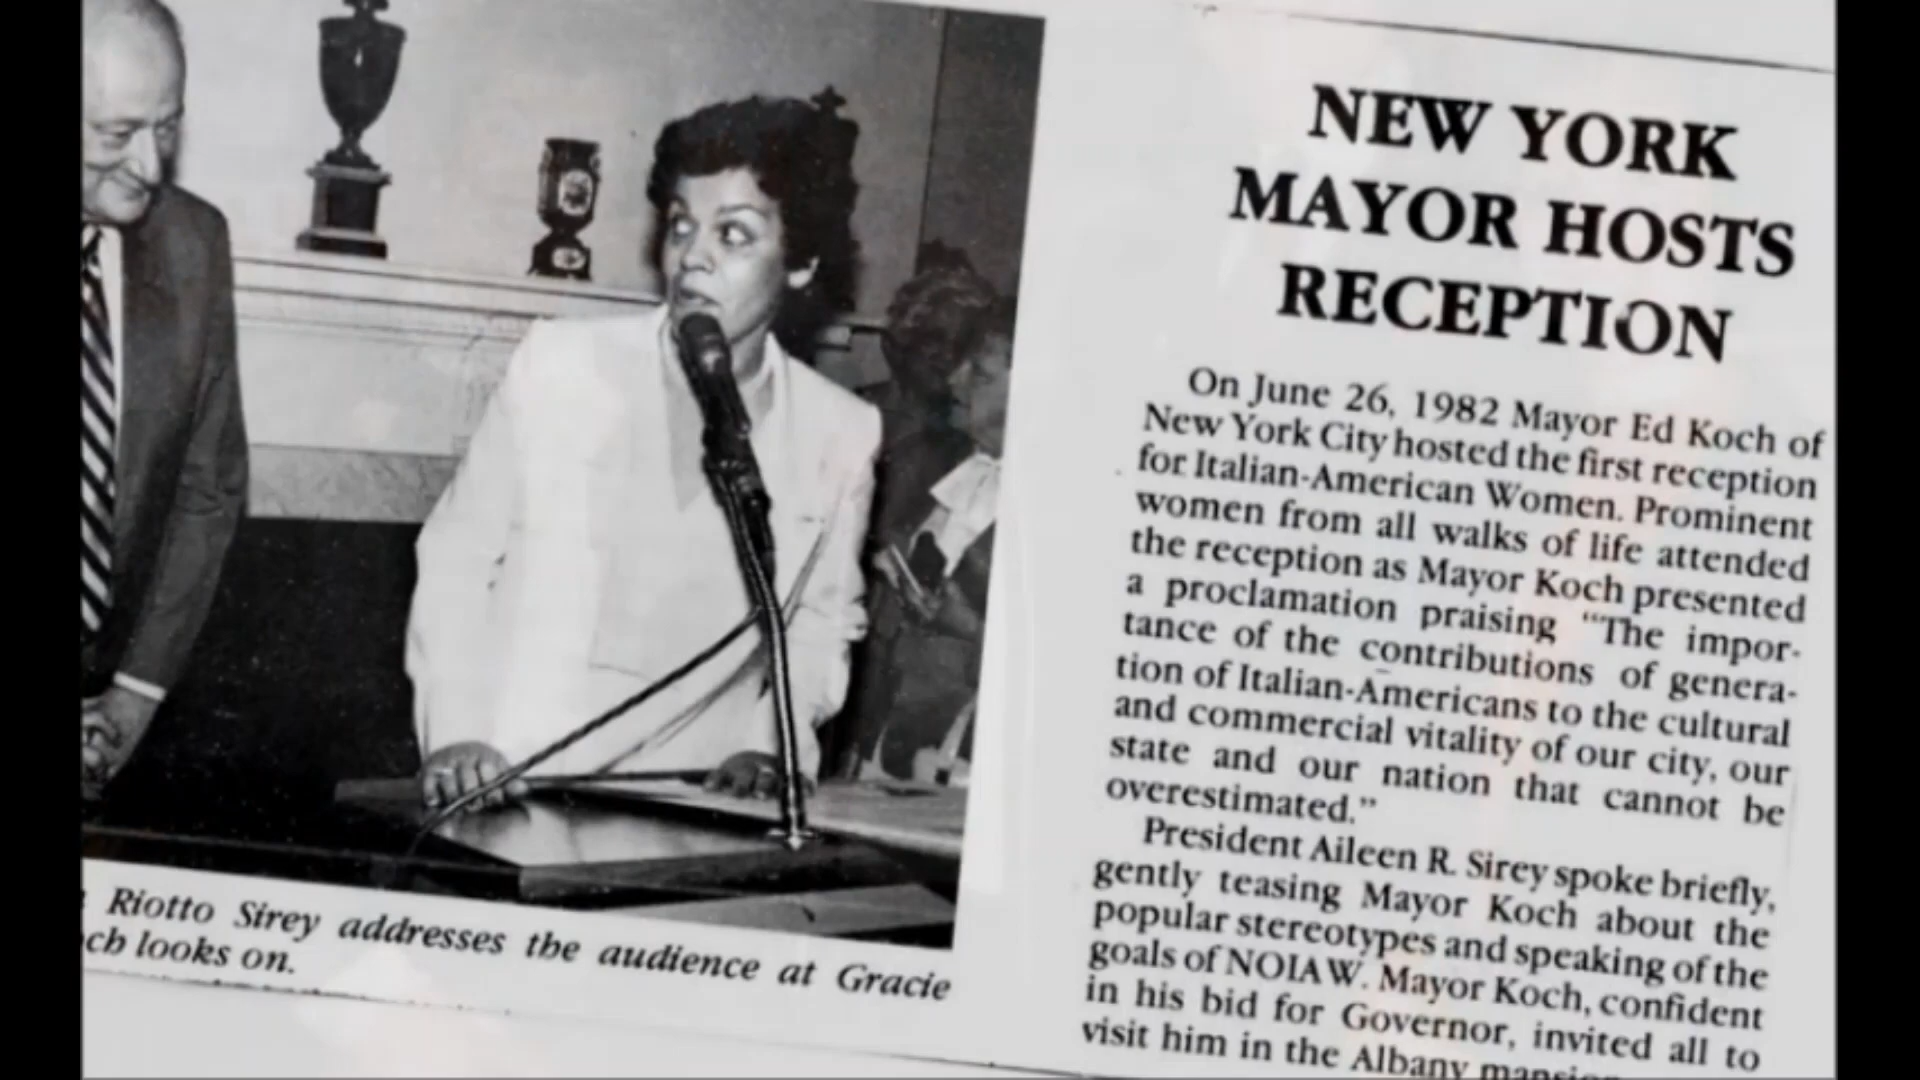 NEW YORK
MAYOR HOSTS
RECEPTION
On June 26, 1982 Mayor Ed Koch of
New York City hosted the first reception
for Italian-American Women. Prominent
women from all walks of life attended
the reception as Mayor Koch presented
a proclamation praising "The impor-
tance of the contributions of genera-
tion of Italian-Americans to the cultural
and commercial vitality of our city, our
state and our nation that cannot be
overestimated."
President Aileen R. Sirey spoke briefly,
gently teasing Mayor Koch about the
popular stereotypes and speaking of the
goals of NOIAW. Mayor Koch, confident
in his bid for Governor, invited all to
visit him in the Albany
Riotto Sirey addresses the audience at Gracie
ch looks on.